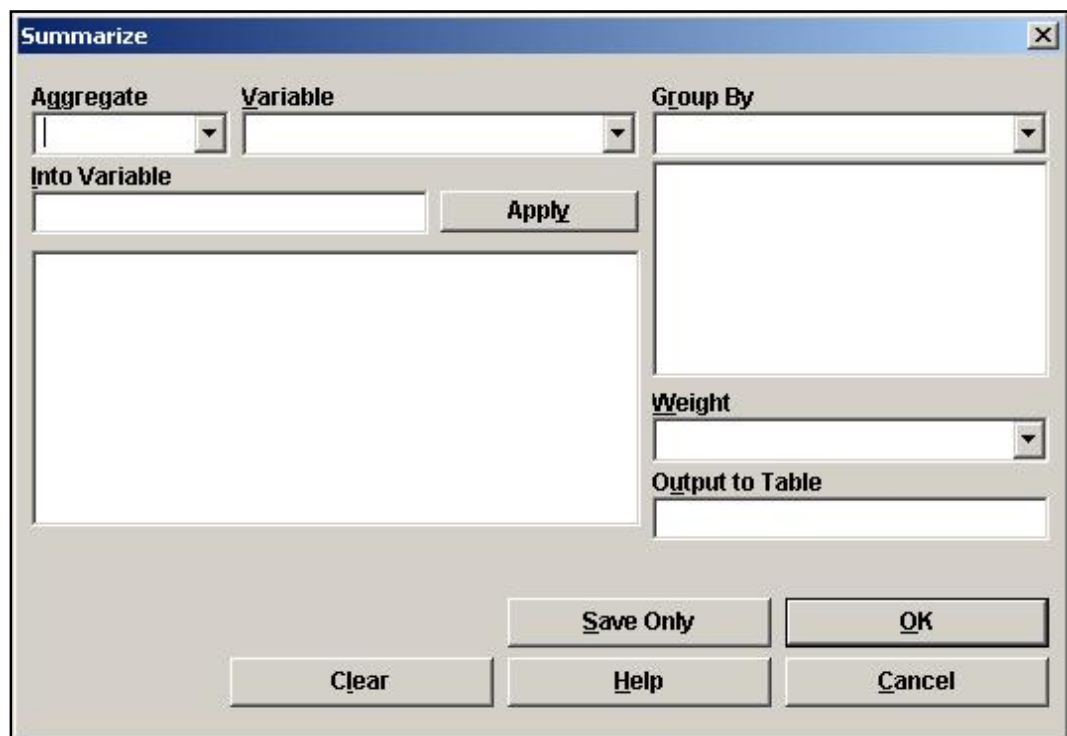 Summarize
Aggregate
Variable
Group By
Into Variable
Apply
Weight
Output to Table
Save Only
OK
Clear
Help
Cancel